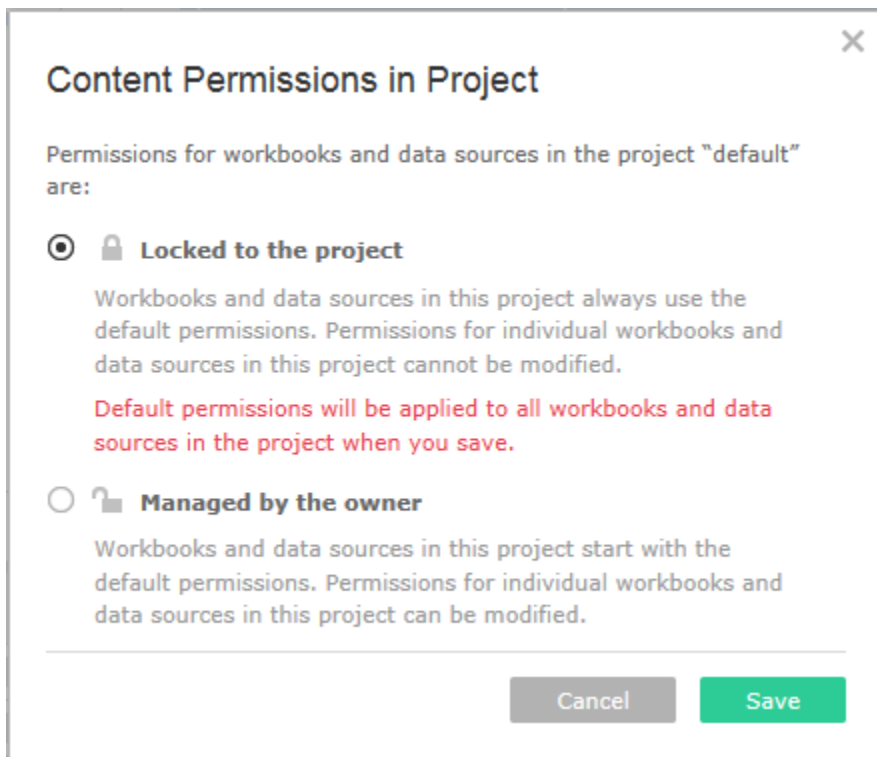 Content Permissions in Project
Permissions for workbooks and data sources in the project “default”
are:
Locked to the project
Workbooks and data sources in this project always use the
default permissions. Permissions for individual workbooks and
data sources in this project cannot be modified.
Default permissions will be applied to all workbooks and data
sources in the project when you save.
Managed by the owner
Workbooks and data sources in this project start with the
default permissions. Permissions for individual workbooks and
data sources in this project can be modified.
Cancel
Save